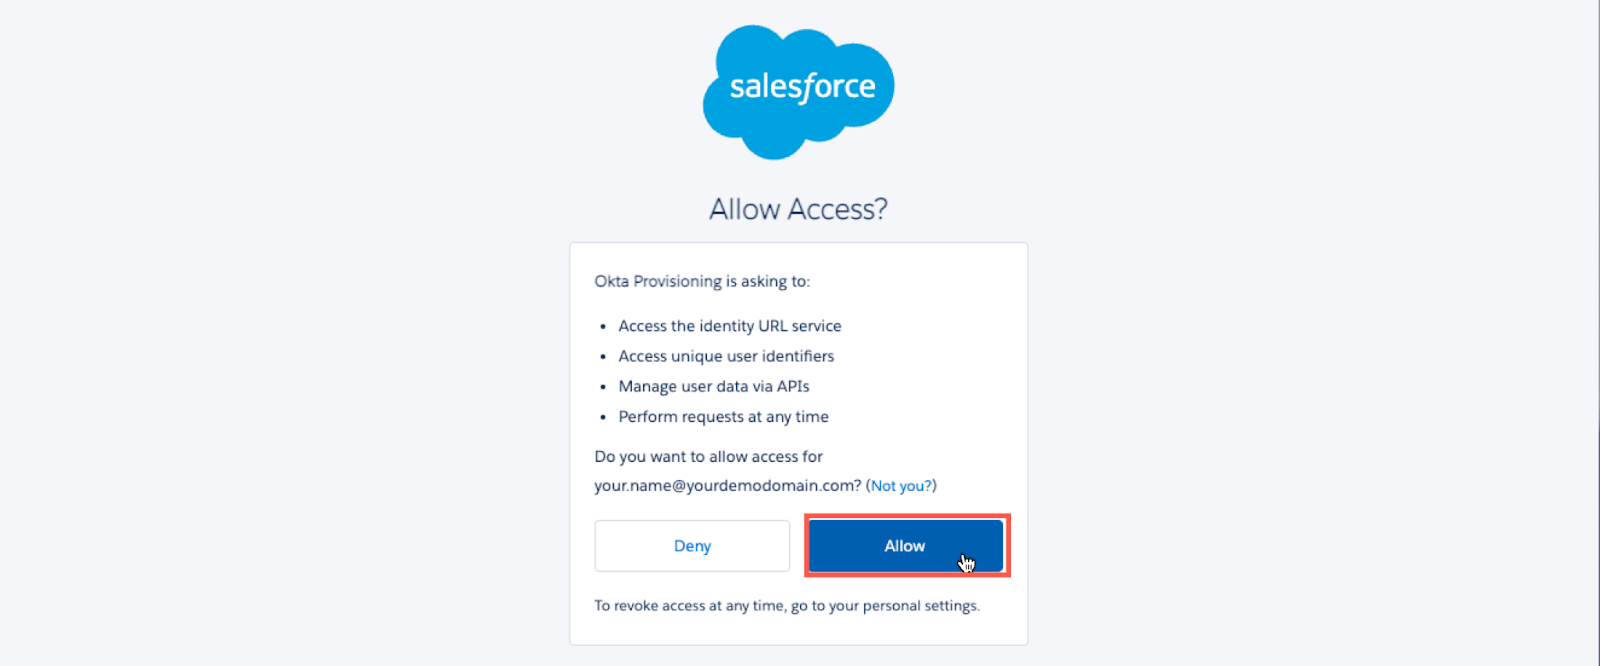 salesforce
Allow Access?
Okta Provisioning is asking to:
• Access the identity URL service
• Access unique user identifiers
• Manage user data via APIs
• Perform requests at any time
Do you want to allow access for
your.name@yourdemodomain.com? (Not you?)
Deny
Allow
To revoke access at any time, go to your personal settings.